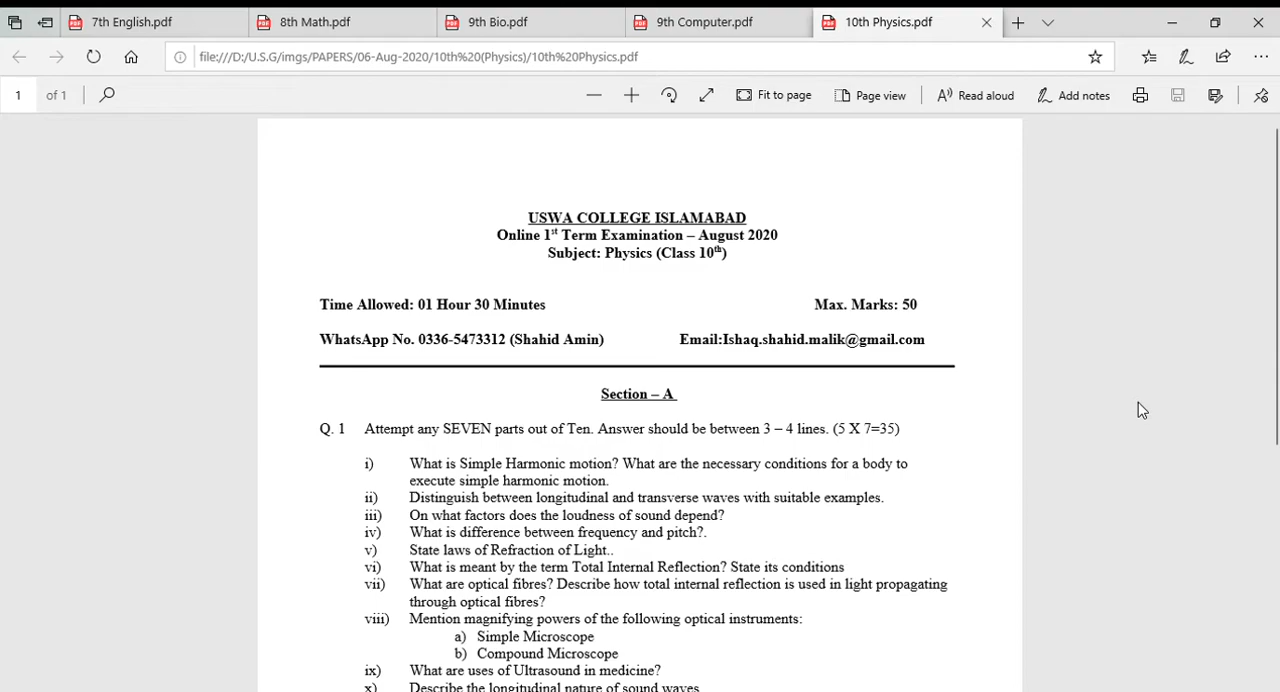 7th English.pdf 8th Math.pdf 9th Bio.pdf 9th Computer.pdf 10th Physics.pdf
file:///D:/U.S.G/imgs/PAPERS/06-Aug-2020/10th%20(Physics)/10th%20Physics.pdf
1 of 1 Fit to page Page view Read aloud Add notes
USWA COLLEGE ISLAMABAD
Online 1st Term Examination – August 2020
Subject: Physics (Class 10th)
Time Allowed: 01 Hour 30 Minutes Max. Marks: 50
WhatsApp No. 0336-5473312 (Shahid Amin) Email:Ishaq.shahid.malik@gmail.com
Section – A
Q. 1 Attempt any SEVEN parts out of Ten. Answer should be between 3 – 4 lines. (5 X 7=35)
i) What is Simple Harmonic motion? What are the necessary conditions for a body to
execute simple harmonic motion.
ii) Distinguish between longitudinal and transverse waves with suitable examples.
iii) On what factors does the loudness of sound depend?
iv) What is difference between frequency and pitch?.
v) State laws of Refraction of Light..
vi) What is meant by the term Total Internal Reflection? State its conditions
vii) What are optical fibres? Describe how total internal reflection is used in light propagating
through optical fibres?
viii) Mention magnifying powers of the following optical instruments:
a) Simple Microscope
b) Compound Microscope
ix) What are uses of Ultrasound in medicine?
x) Describe the longitudinal nature of sound waves